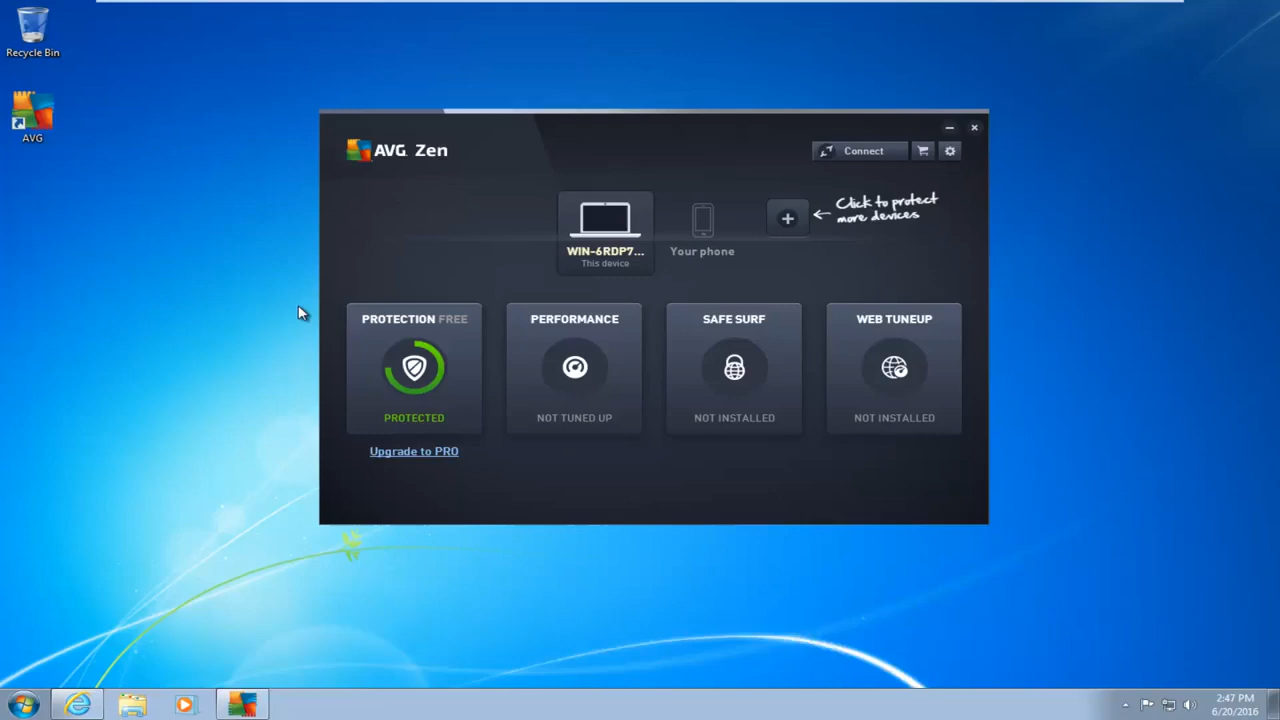 Recycle Bin
AVG
AVG. Zen
Connect
Click to protect
more devices
WIN-6RDP7...
This device
Your phone
PROTECTION FREE
PROTECTED
Upgrade to PRO
PERFORMANCE
NOT TUNED UP
SAFE SURF
NOT INSTALLED
WEB TUNEUP
NOT INSTALLED
2:47 PM
6/20/2016